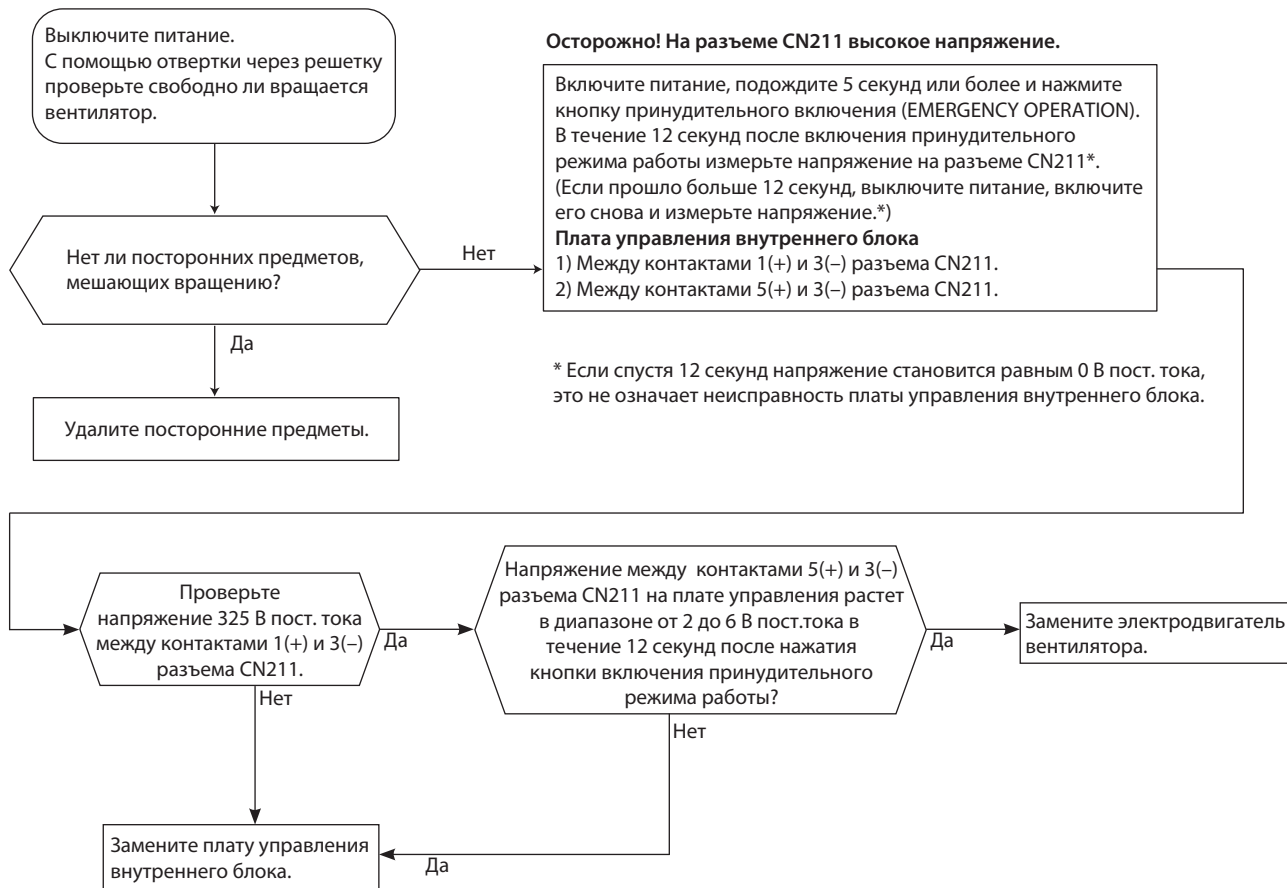 Выключите питание.
С помощью отвертки через решетку
проверьте свободно ли вращается
вентилятор.
Осторожно! На разъеме CN211 высокое напряжение.
Включите питание, подождите 5 секунд или более и нажмите
кнопку принудительного включения (EMERGENCY OPERATION).
В течение 12 секунд после включения принудительного
режима работы измерьте напряжение на разъеме CN211*.
(Если прошло больше 12 секунд, выключите питание, включите
его снова и измерьте напряжение.*)
Плата управления внутреннего блока
1) Между контактами 1(+) и 3(–) разъема CN211.
2) Между контактами 5(+) и 3(–) разъема CN211.
Нет ли посторонних предметов,
мешающих вращению?
Нет
Да
Удалите посторонние предметы.
* Если спустя 12 секунд напряжение становится равным 0 В пост. тока,
это не означает неисправность платы управления внутреннего блока.
Проверьте
напряжение 325 В пост. тока
между контактами 1(+) и 3(–)
разъема CN211.
Да
Нет
Напряжение между контактами 5(+) и 3(–)
разъема CN211 на плате управления растет
в диапазоне от 2 до 6 В пост.тока в
течение 12 секунд после нажатия
кнопки включения принудительного
режима работы?
Да
Нет
Замените электродвигатель
вентилятора.
Замените плату управления
внутреннего блока.
Да